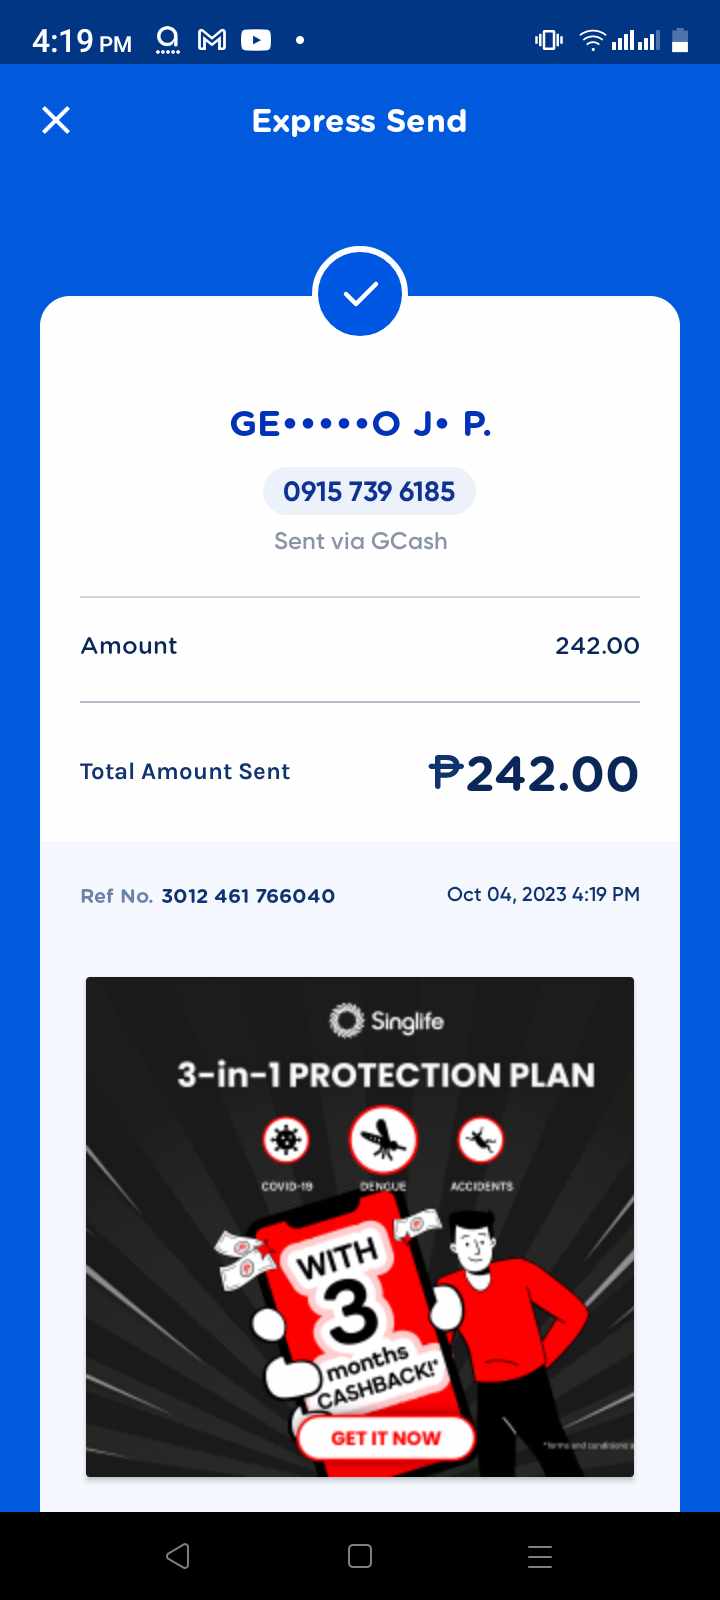 4:19 PM
Express Send
GE•••••O J• P.
0915 739 6185
Sent via GCash
Amount 242.00
Total Amount Sent ₱242.00
Ref No. 3012 461 766040 Oct 04, 2023 4:19 PM
Singlife
3-in-1 PROTECTION PLAN
COVID-19 DENGUE ACCIDENTS
WITH
3
months
CASHBACK!*
GET IT NOW
*Terms and conditions